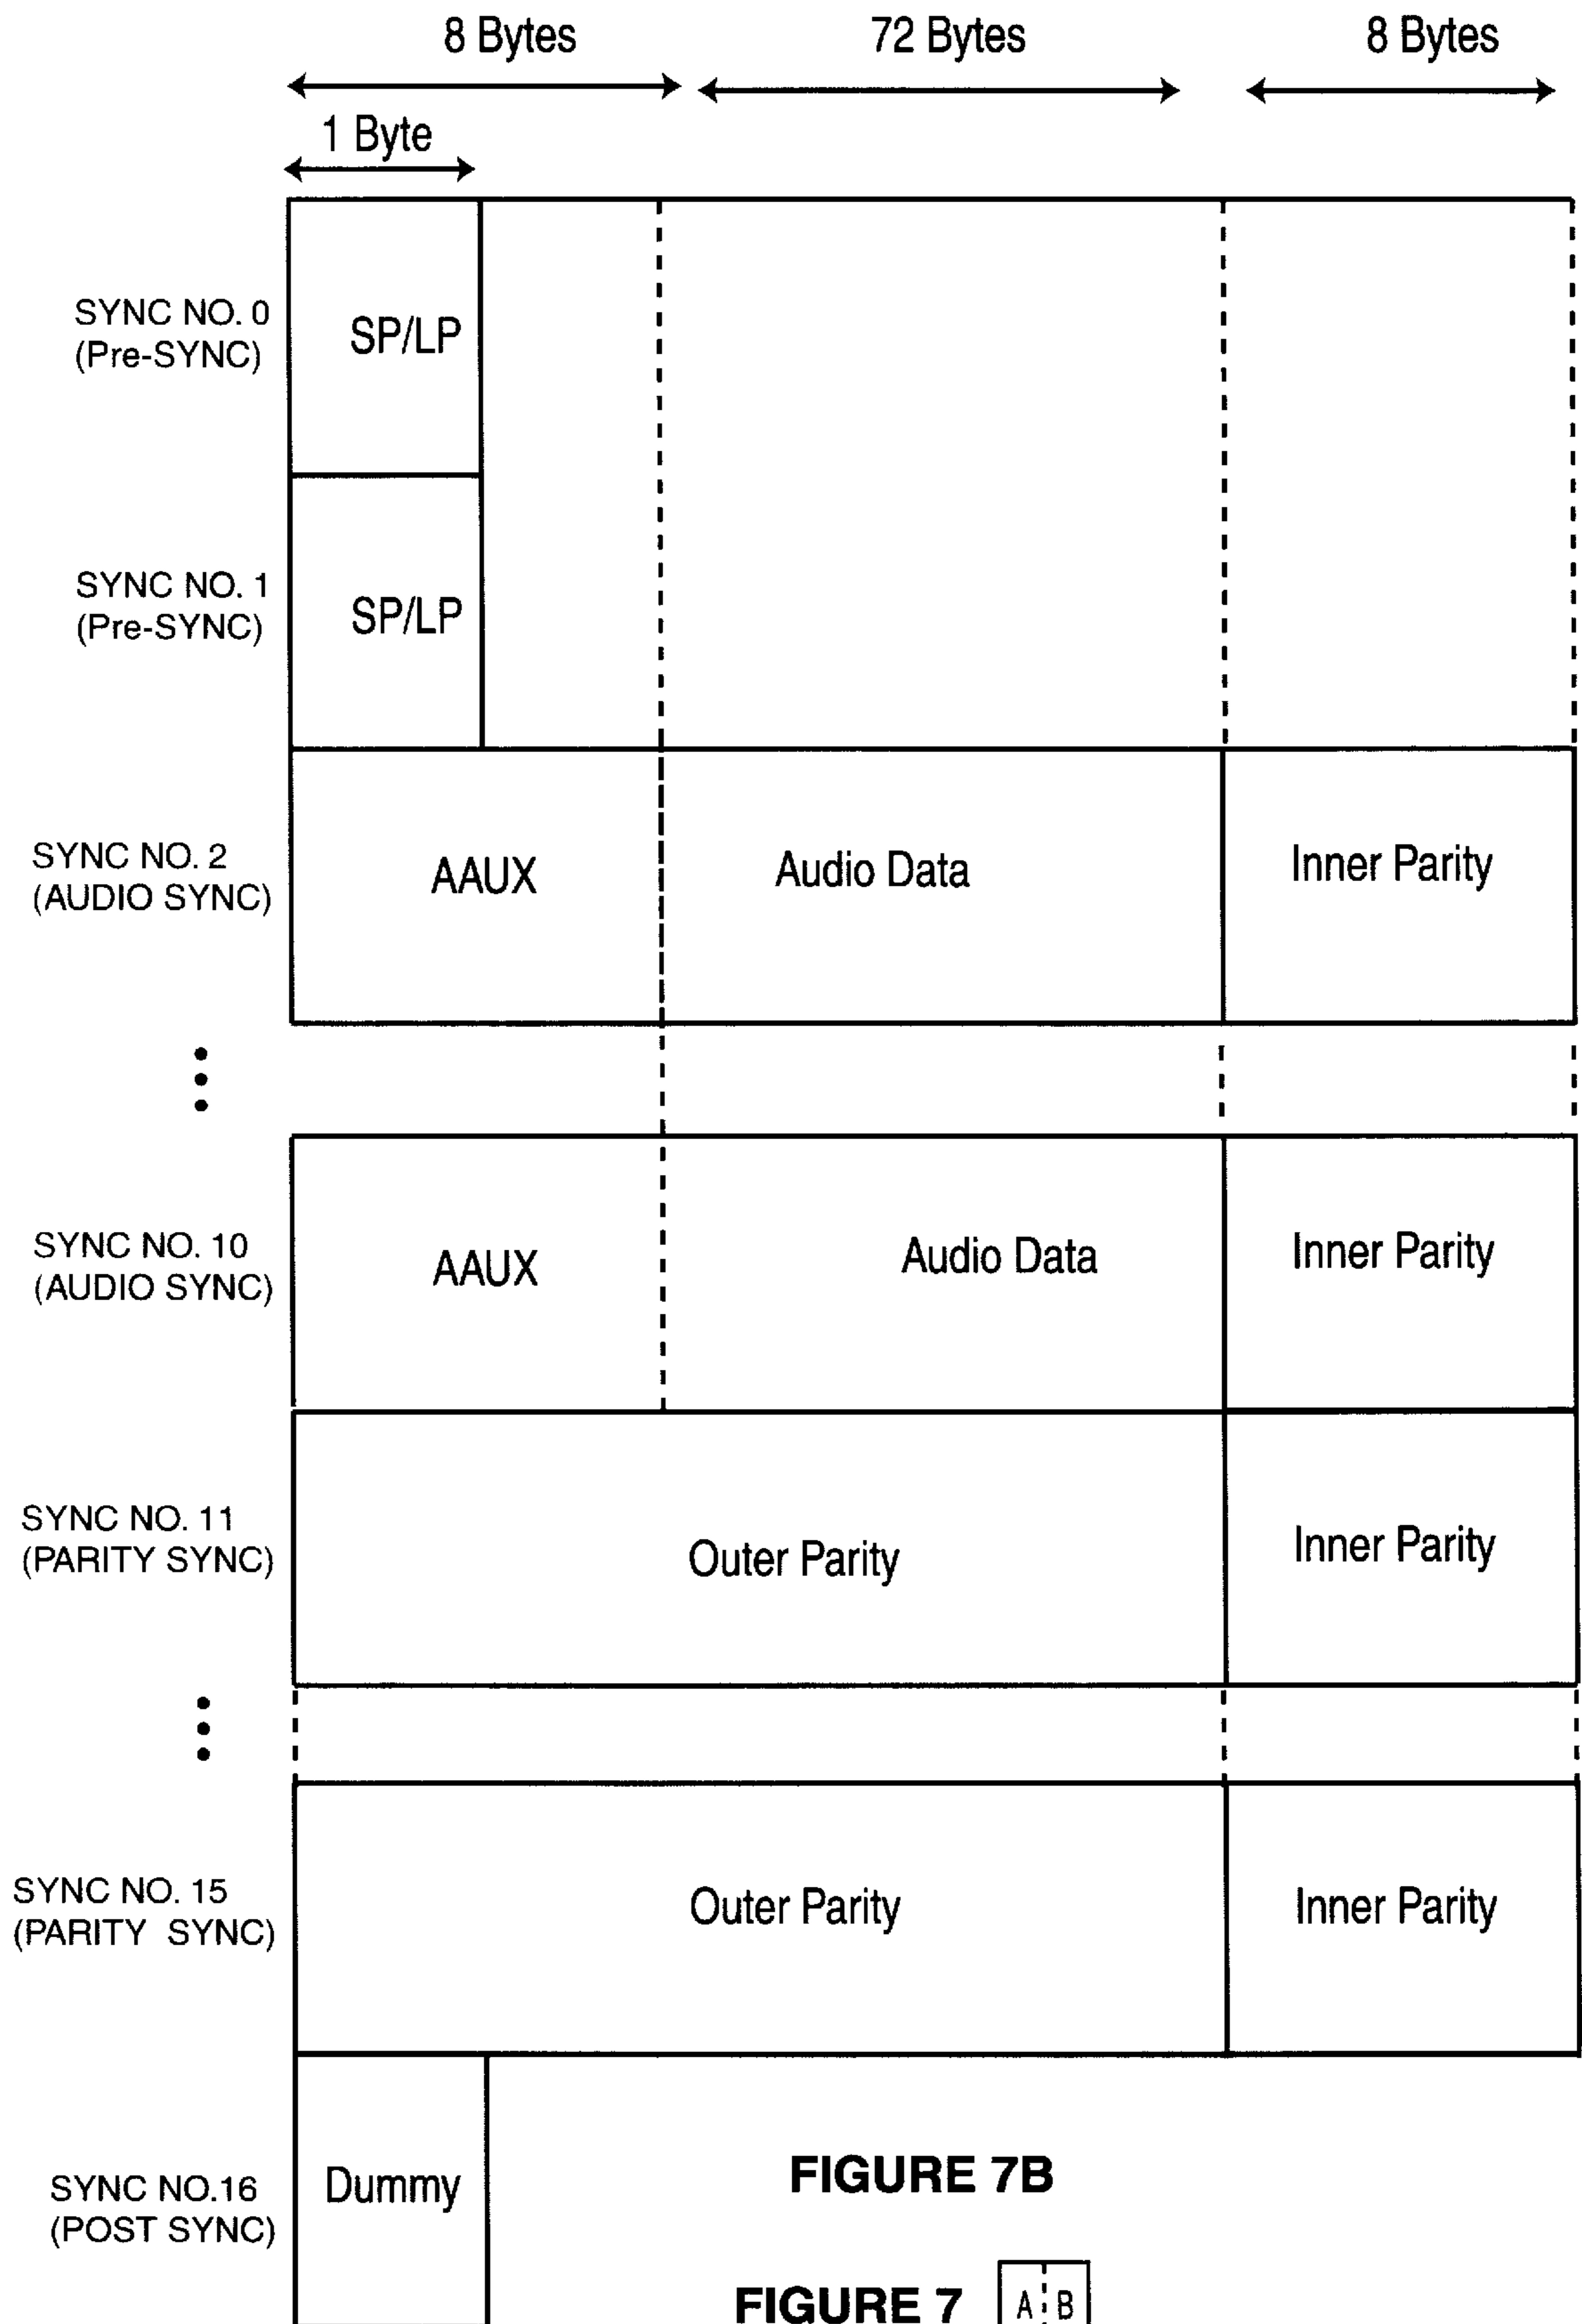 8 Bytes 72 Bytes 8 Bytes
1 Byte
SYNC NO. 0
(Pre-SYNC)
SP/LP
SYNC NO. 1
(Pre-SYNC)
SP/LP
SYNC NO. 2
(AUDIO SYNC)
AAUX Audio Data Inner Parity
SYNC NO. 10
(AUDIO SYNC)
AAUX Audio Data Inner Parity
SYNC NO. 11
(PARITY SYNC)
Outer Parity Inner Parity
SYNC NO. 15
(PARITY SYNC)
Outer Parity Inner Parity
SYNC NO.16
(POST SYNC)
Dummy
FIGURE 7B
FIGURE 7 A B